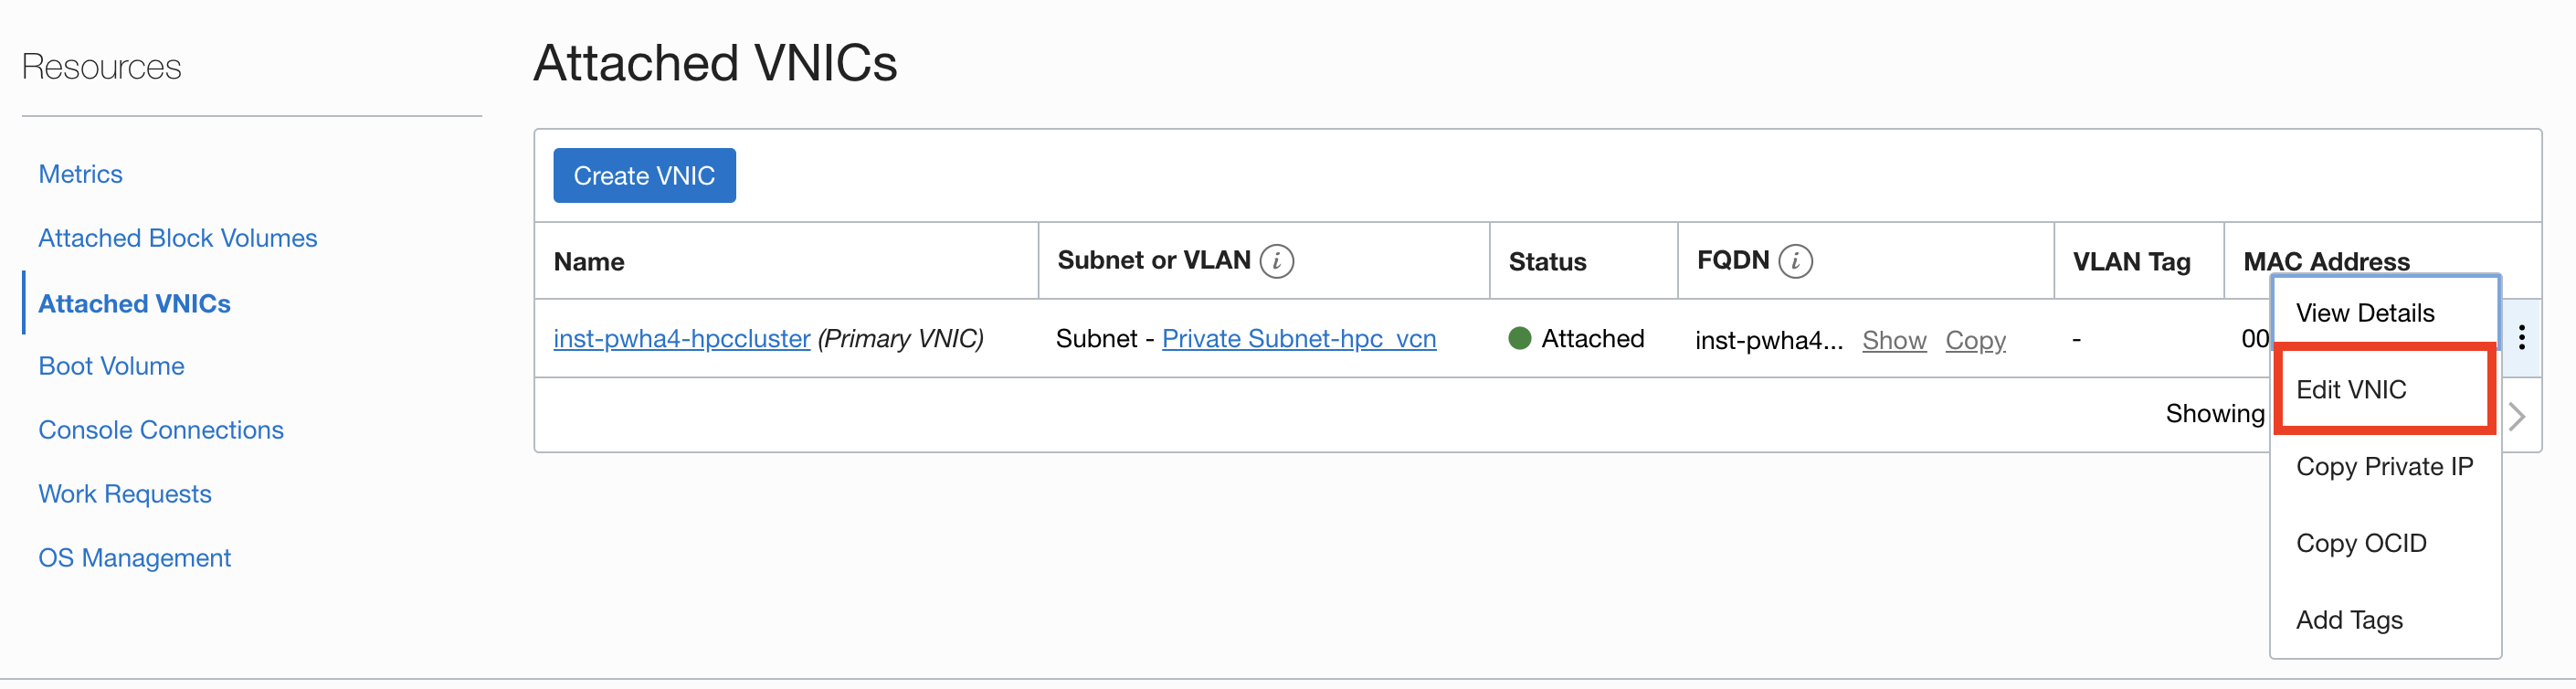 Resources
Metrics
Attached Block Volumes
Attached VNICs
Boot Volume
Console Connections
Work Requests
OS Management
Attached VNICs
Create VNIC
Name Subnet or VLAN i Status FQDN i VLAN Tag MAC Address
inst-pwha4-hpccluster (Primary VNIC) Subnet - Private Subnet-hpc_vcn Attached inst-pwha4... Show Copy - 00
Showing
View Details
Edit VNIC
Copy Private IP
Copy OCID
Add Tags